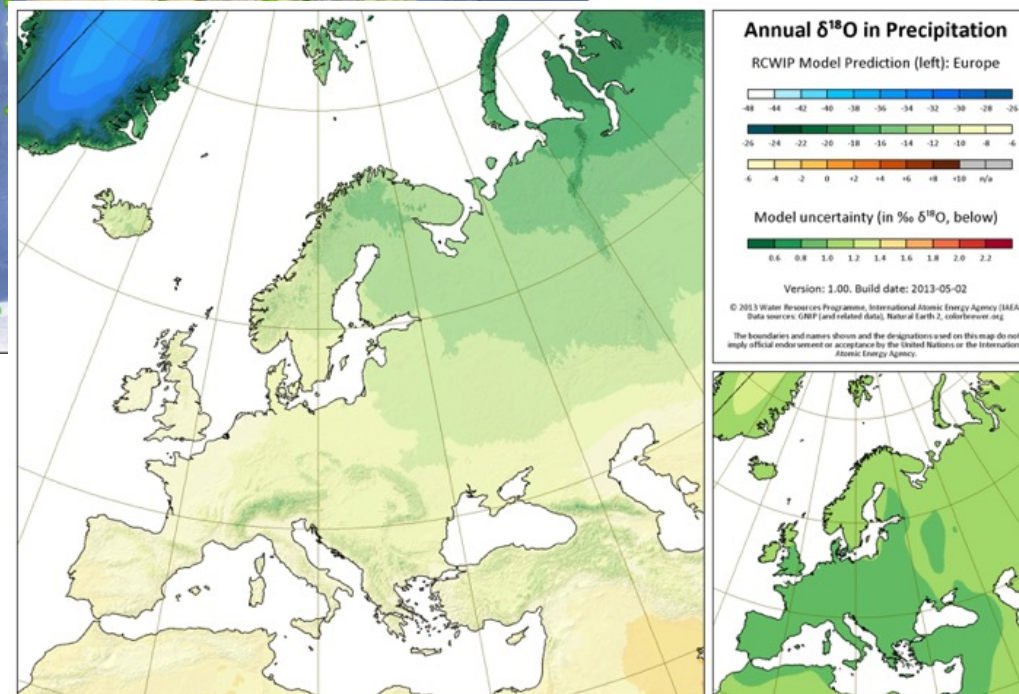 Annual δ¹⁸O in Precipitation
RCWIP Model Prediction (left): Europe
-48 -44 -42 -40 -38 -36 -34 -32 -30 -28 -26
-26 -24 -22 -20 -18 -16 -14 -12 -10 -8 -6
-6 -4 -2 0 +2 +4 +6 +8 +10 n/a
Model uncertainty (in ‰ δ¹⁸O, below)
0.6 0.8 1.0 1.2 1.4 1.6 1.8 2.0 2.2
Version: 1.00. Build date: 2013-05-02
© 2013 Water Resources Programme, International Atomic Energy Agency (IAEA
Data sources: GNIP (and related data), Natural Earth 2, colorbrewer.org
The boundaries and names shown and the designations used on this map do not
imply official endorsement or acceptance by the United Nations or the Internation
Atomic Energy Agency.